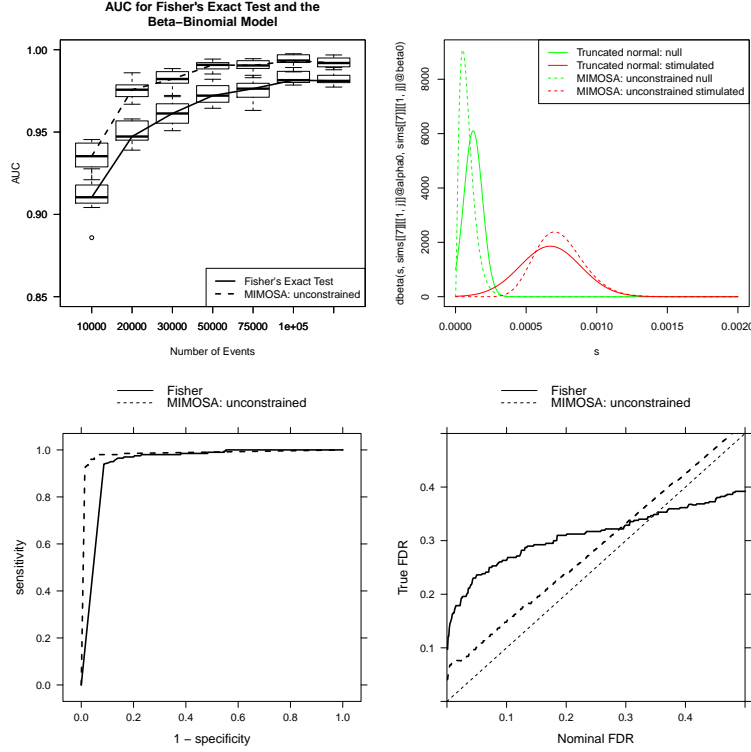 AUC for Fisher's Exact Test and the
Beta−Binomial Model
1.00
0.95
0.90
0.85
AUC
Fisher's Exact Test
MIMOSA: unconstrained
10000 20000 30000 50000 75000 1e+05
Number of Events
dbeta(s, sims[[7]][[1, j]]@alpha0, sims[[7]][[1, j]]@beta0)
8000
6000
4000
2000
0
Truncated normal: null
Truncated normal: stimulated
MIMOSA: unconstrained null
MIMOSA: unconstrained stimulated
0.0000 0.0005 0.0010 0.0015 0.0020
s
Fisher
MIMOSA: unconstrained
sensitivity
1.0
0.8
0.6
0.4
0.2
0.0
0.0 0.2 0.4 0.6 0.8 1.0
1 − specificity
Fisher
MIMOSA: unconstrained
True FDR
0.4
0.3
0.2
0.1
0.1 0.2 0.3 0.4
Nominal FDR